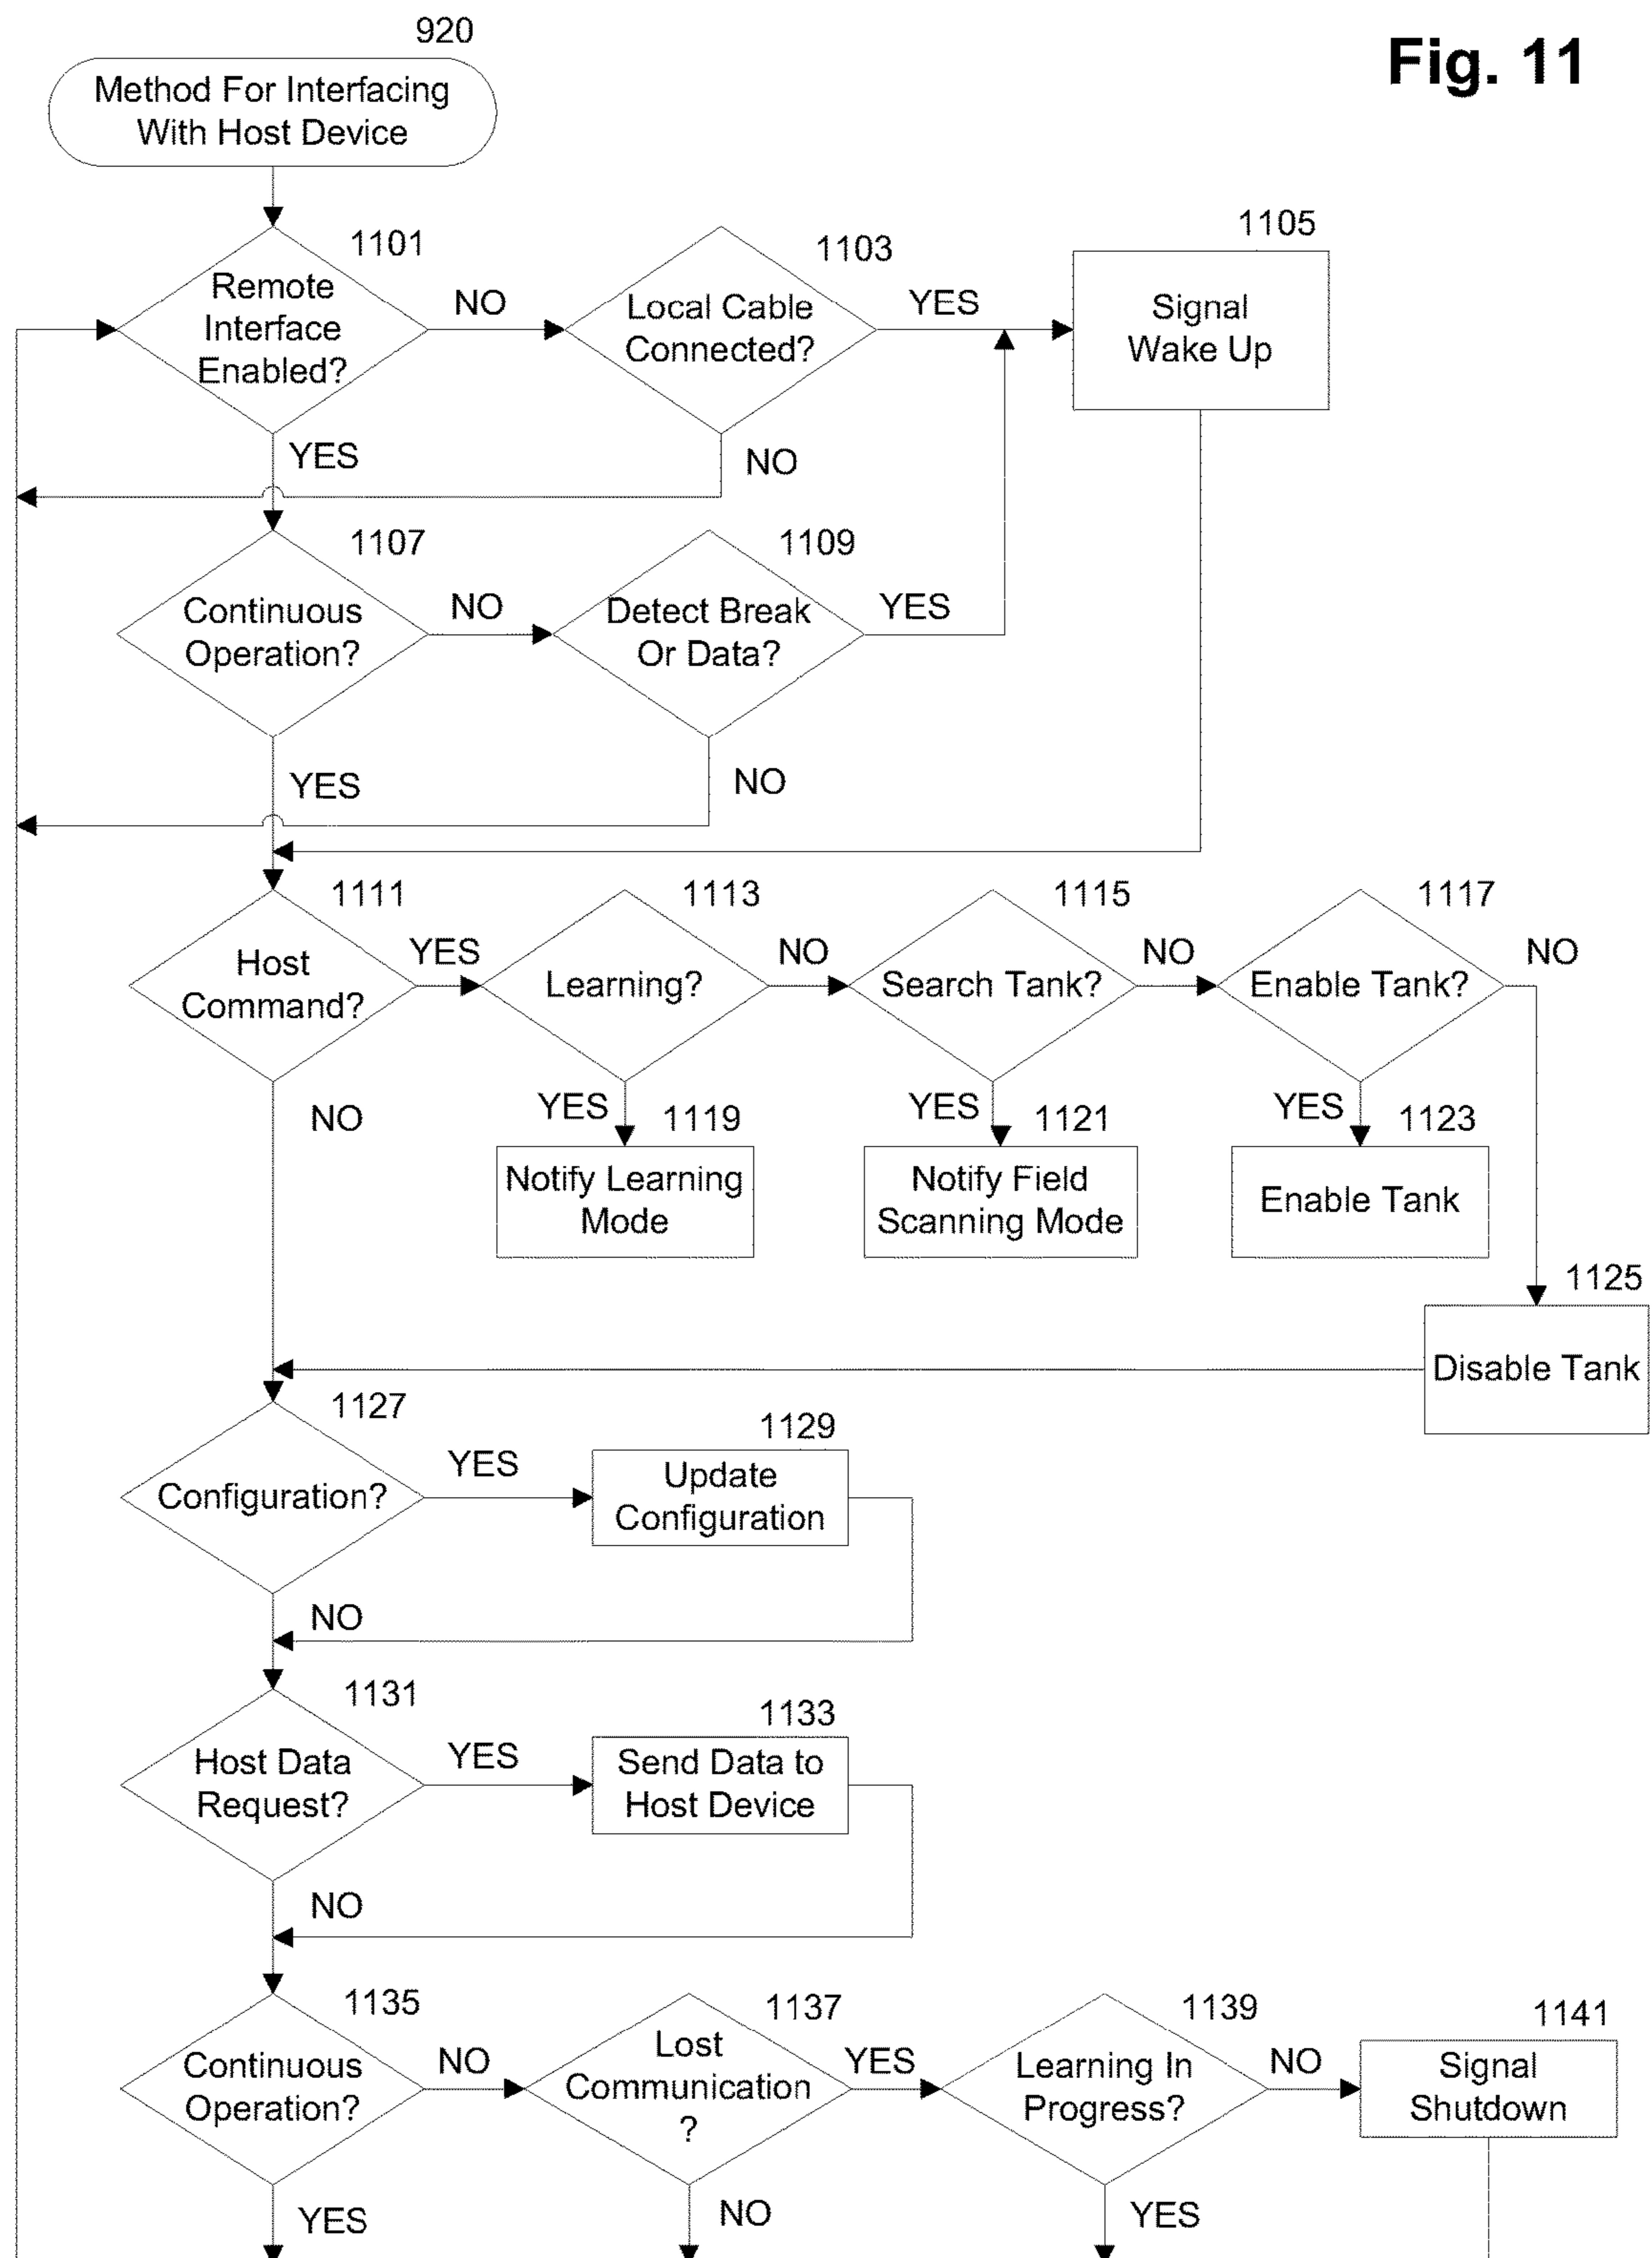 920
Fig. 11
Method For Interfacing
With Host Device
1101
Remote
Interface
Enabled?
NO
YES
1103
Local Cable
Connected?
YES
NO
1105
Signal
Wake Up
1107
Continuous
Operation?
NO
YES
1109
Detect Break
Or Data?
YES
NO
1111
Host
Command?
YES
NO
1113
Learning?
NO
YES
1115
Search Tank?
NO
YES
1117
Enable Tank?
NO
YES
1119
Notify Learning
Mode
1121
Notify Field
Scanning Mode
1123
Enable Tank
1125
Disable Tank
1127
Configuration?
YES
NO
1129
Update
Configuration
1131
Host Data
Request?
YES
NO
1133
Send Data to
Host Device
1135
Continuous
Operation?
NO
YES
1137
Lost
Communication
?
YES
NO
1139
Learning In
Progress?
NO
YES
1141
Signal
Shutdown